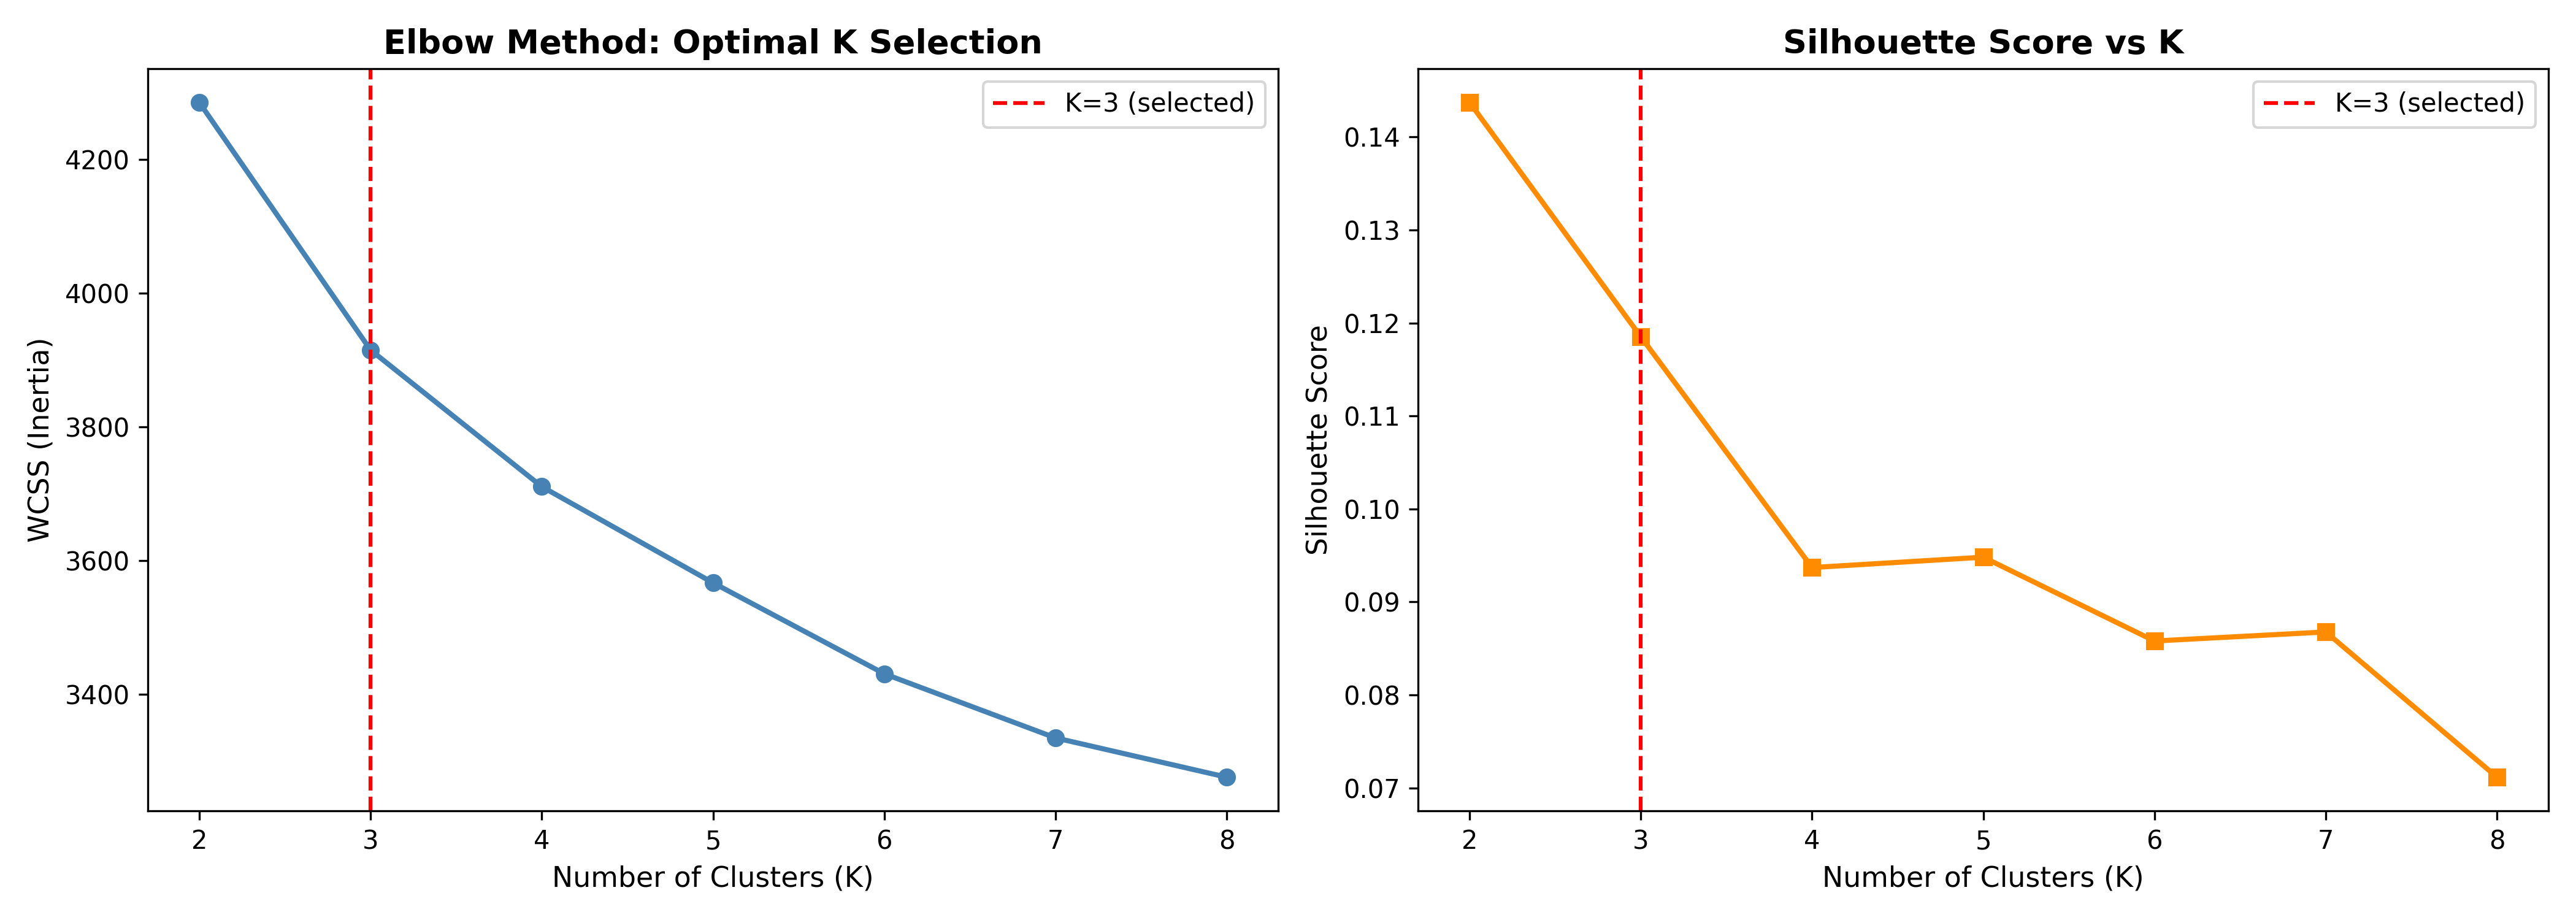 Elbow Method: Optimal K Selection
K=3 (selected)
WCSS (Inertia)
4200
4000
3800
3600
3400
2 3 4 5 6 7 8
Number of Clusters (K)
Silhouette Score vs K
K=3 (selected)
Silhouette Score
0.14
0.13
0.12
0.11
0.10
0.09
0.08
0.07
2 3 4 5 6 7 8
Number of Clusters (K)